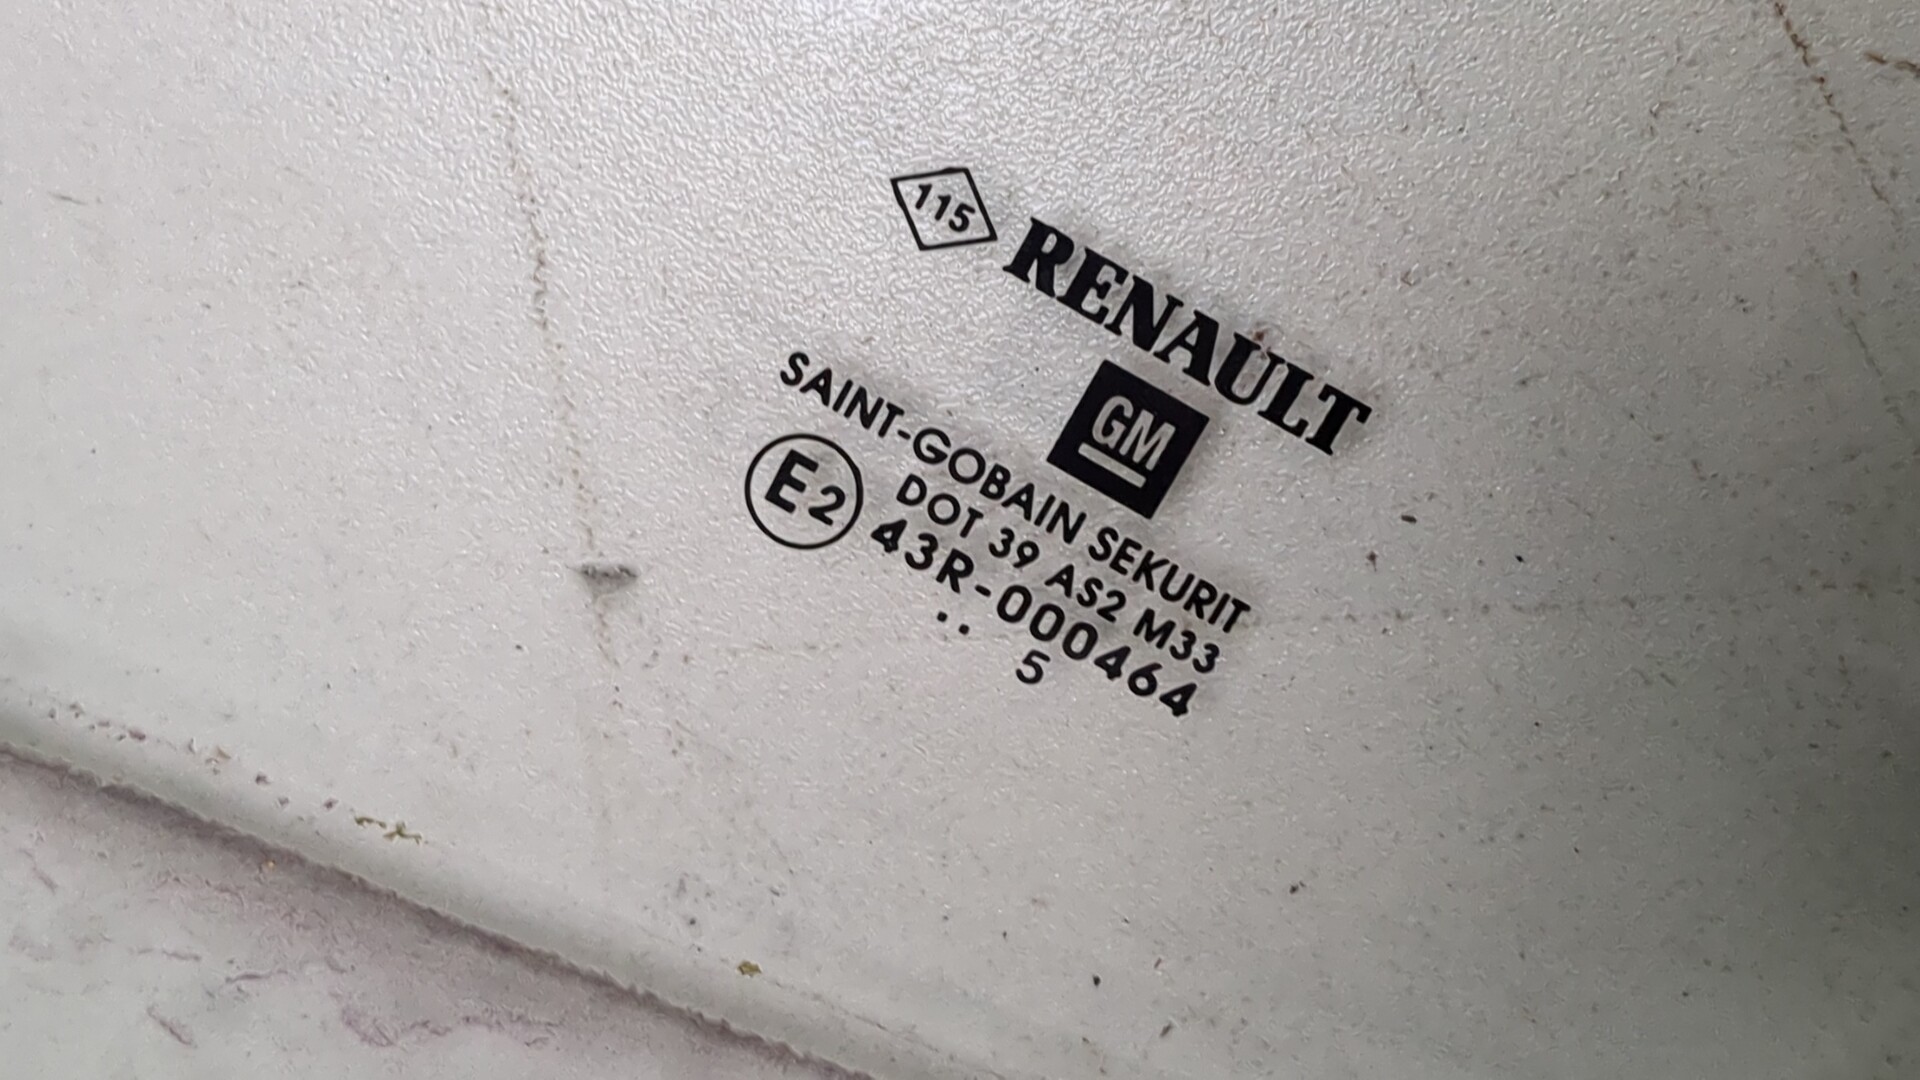 115
RENAULT
GM
SAINT-GOBAIN SEKURIT
DOT 39 AS2 M33
E2 43R-000464
.. 5